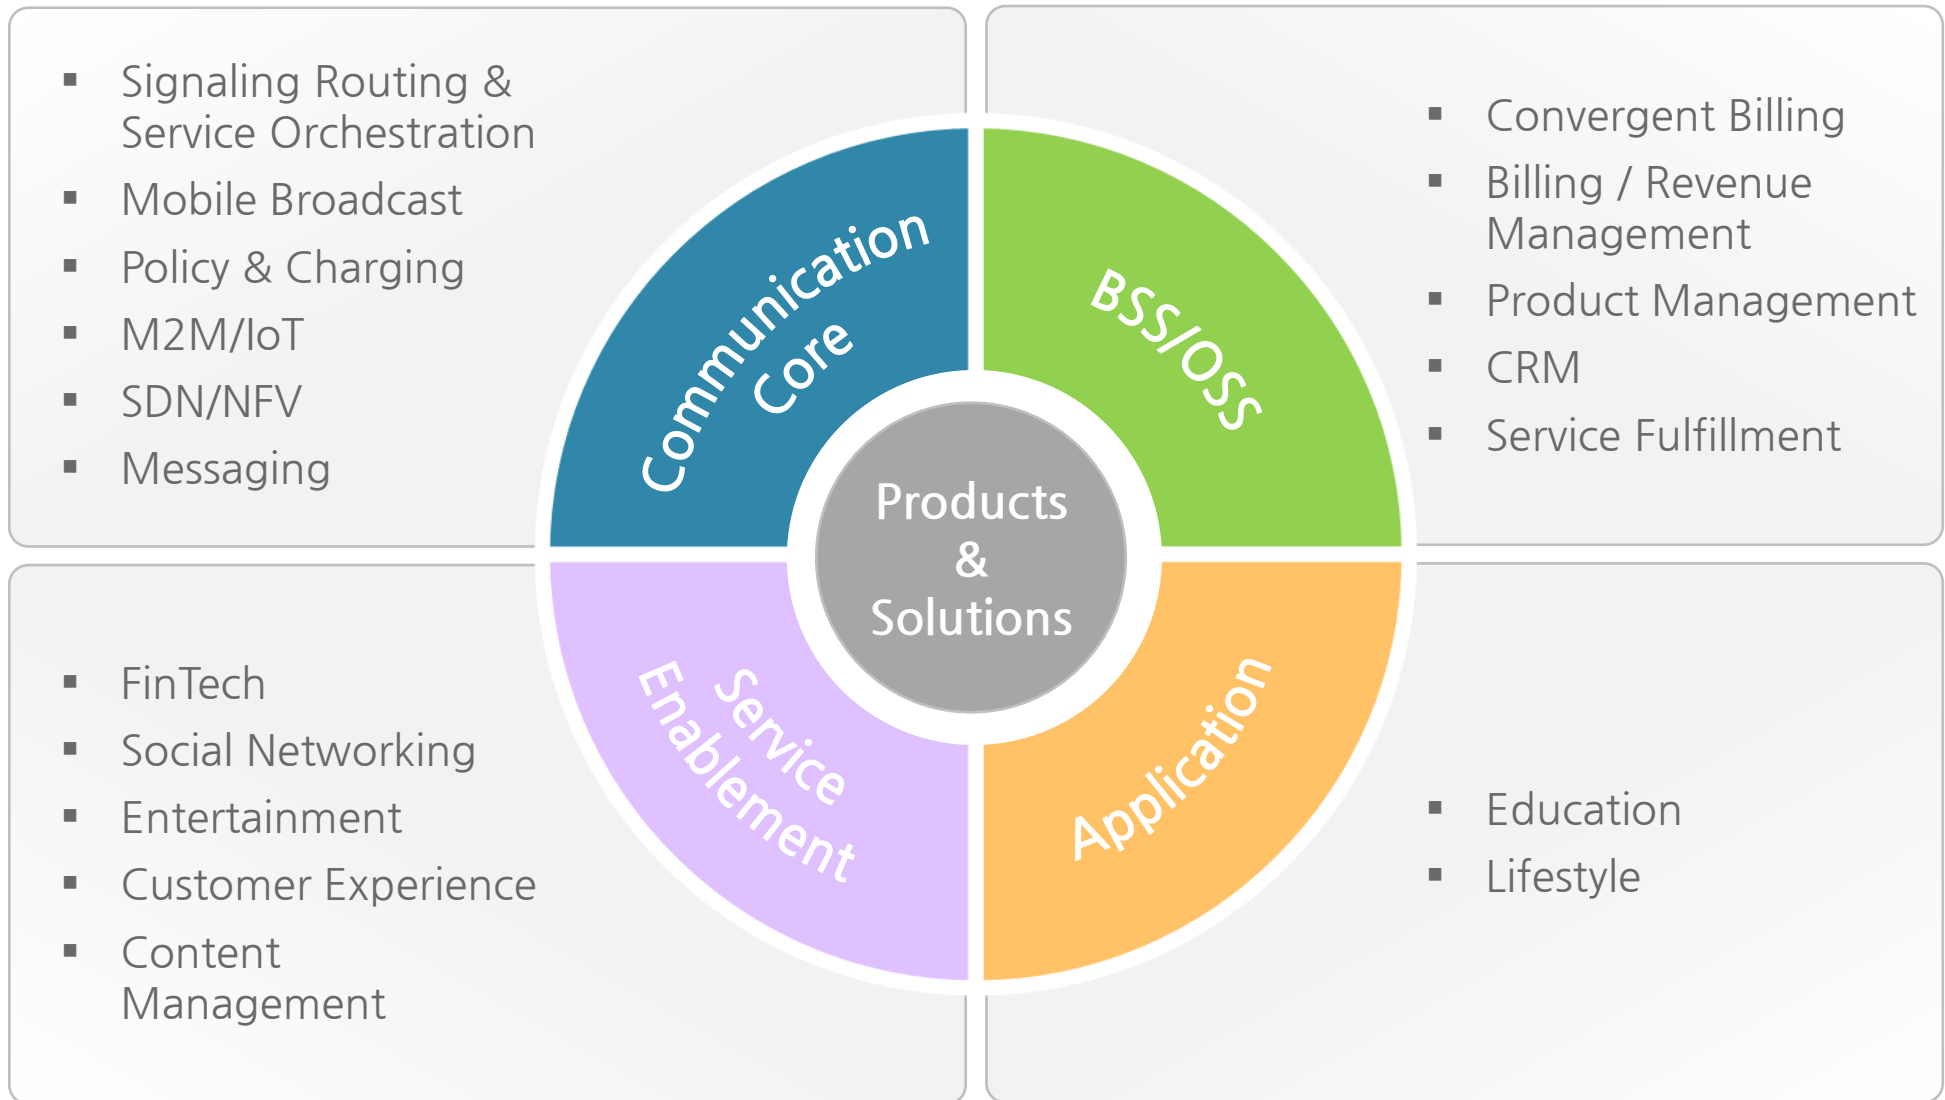 Signaling Routing &
Service Orchestration
Mobile Broadcast
Policy & Charging
M2M/IoT
SDN/NFV
Messaging
Convergent Billing
Billing / Revenue
Management
Product Management
CRM
Service Fulfillment
Communication
Core
BSS/OSS
Products
&
Solutions
Service
Enablement
Application
FinTech
Social Networking
Entertainment
Customer Experience
Content
Management
Education
Lifestyle